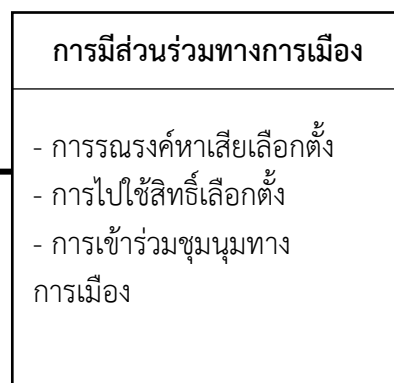 การมีส่วนร่วมทางการเมือง
- การรณรงค์หาเสียเลือกตั้ง
- การไปใช้สิทธิ์เลือกตั้ง
- การเข้าร่วมชุมนุมทาง
การเมือง